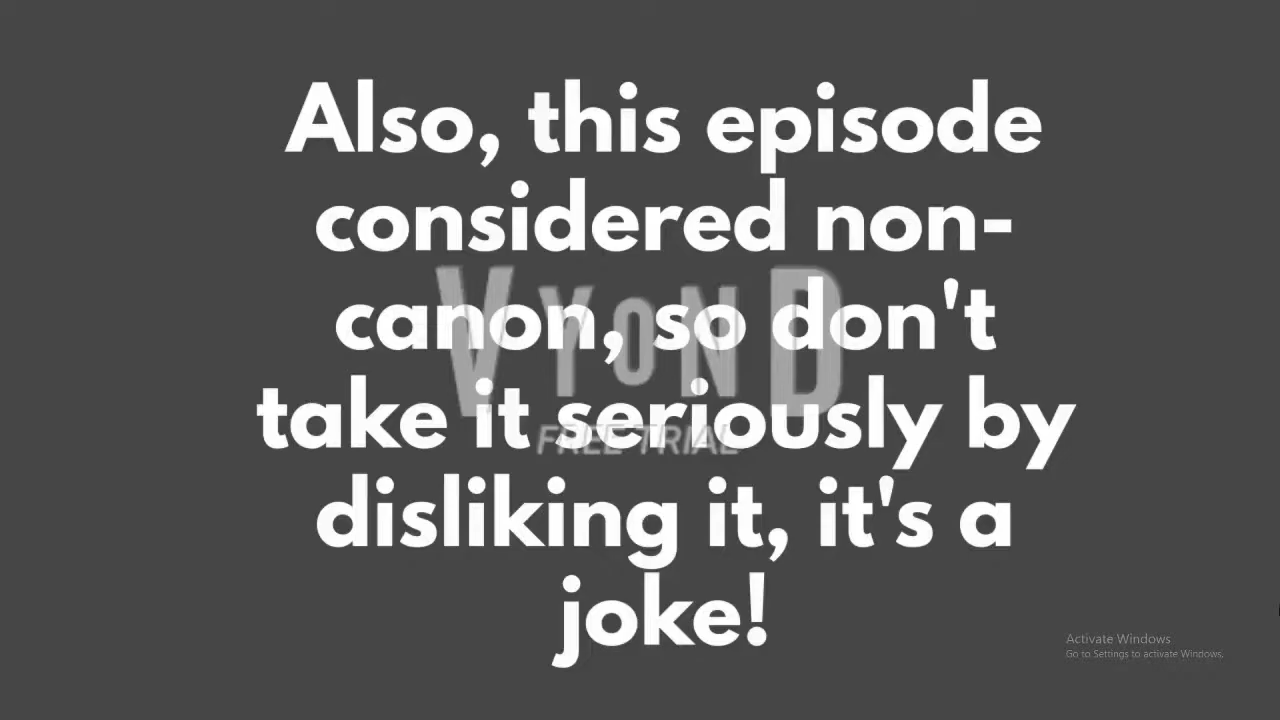 Also, this episode
considered non-
canon, so don't
take it seriously by
disliking it, it's a
joke!
VYOND
FREE TRIAL
Activate Windows
Go to Settings to activate Windows.